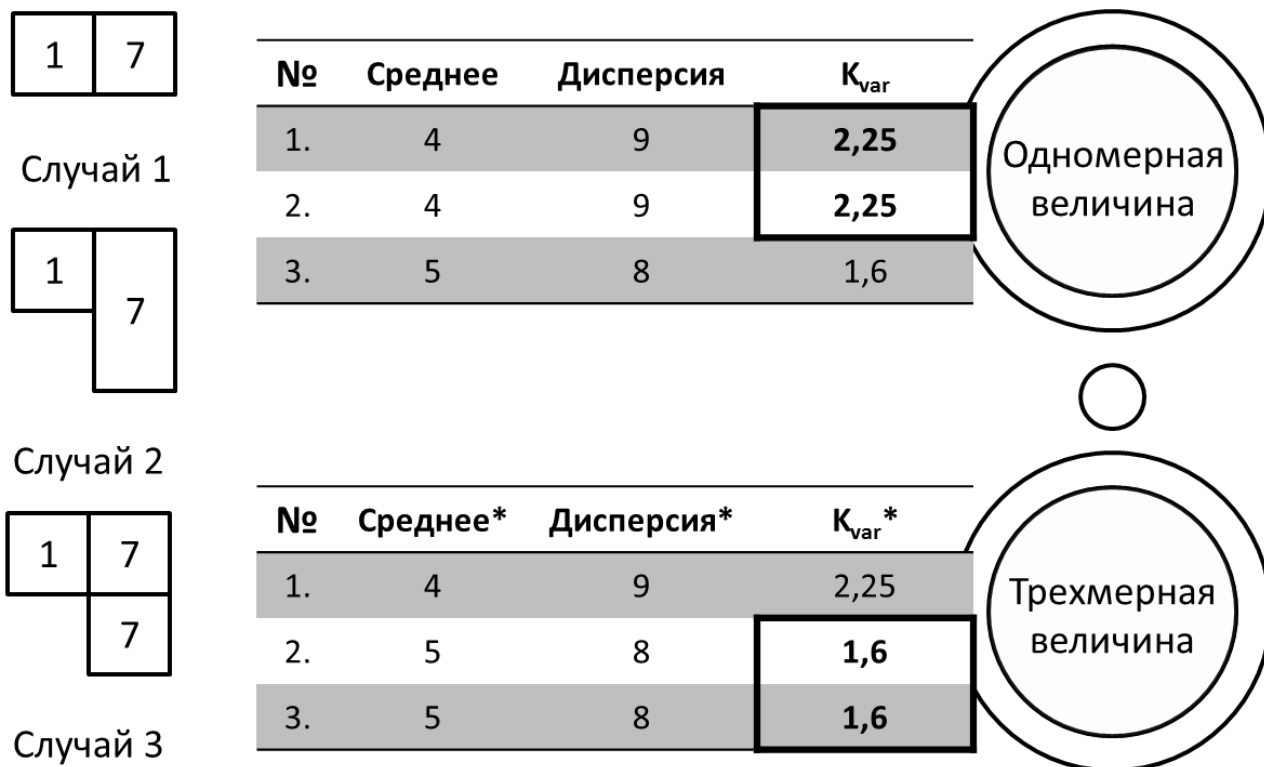 1 7
Случай 1
1
7
Случай 2
1 7
7
Случай 3
№ Среднее Дисперсия Kvar
1. 4 9 2,25
2. 4 9 2,25
3. 5 8 1,6
Одномерная
величина
№ Среднее* Дисперсия* Kvar*
1. 4 9 2,25
2. 5 8 1,6
3. 5 8 1,6
Трехмерная
величина